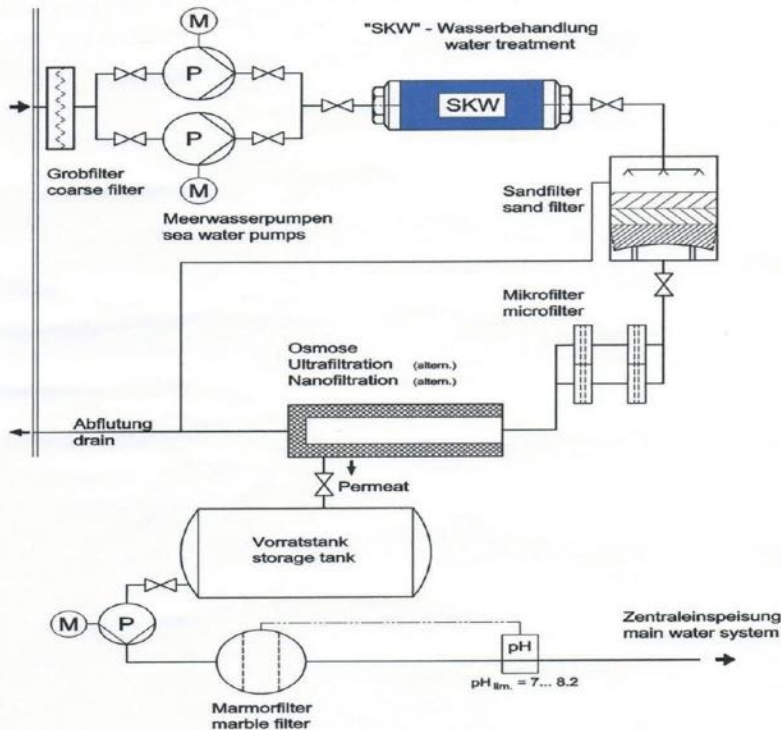 M
"SKW" - Wasserbehandlung
water treatment
P
SKW
P
Grobfilter
coarse filter
M
Sandfilter
sand filter
Meerwasserpumpen
sea water pumps
Mikrofilter
microfilter
Osmose
Ultrafiltration (altern.)
Nanofiltration (altern.)
Abflutung
drain
Permeat
Vorratstank
storage tank
M
P
Zentraleinspeisung
main water system
pH
pH lim. = 7... 8.2
Marmorfilter
marble filter